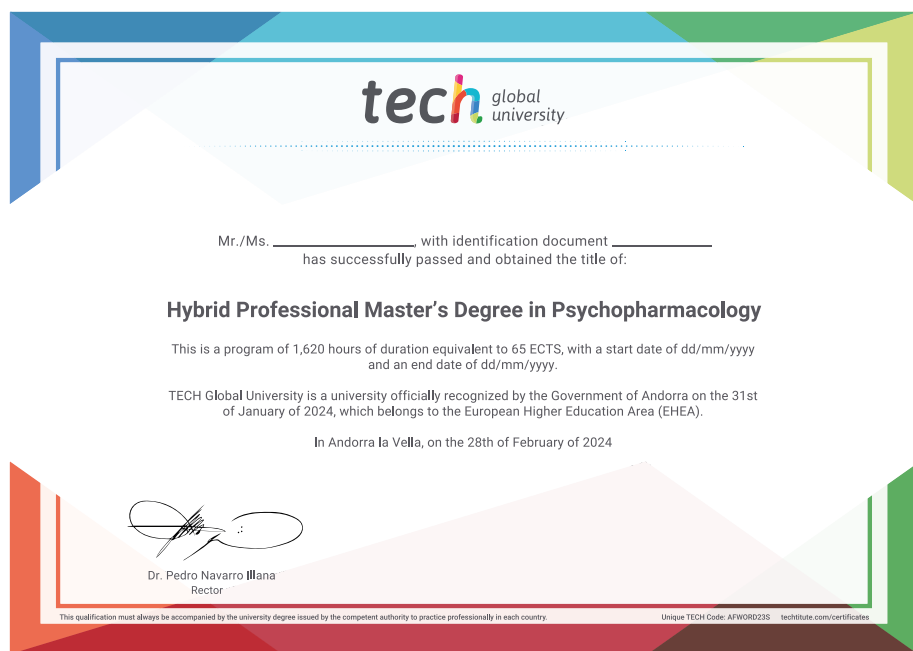 tech global university
Mr./Ms. ____________, with identification document ____________
has successfully passed and obtained the title of:
Hybrid Professional Master’s Degree in Psychopharmacology
This is a program of 1,620 hours of duration equivalent to 65 ECTS, with a start date of dd/mm/yyyy
and an end date of dd/mm/yyyy.
TECH Global University is a university officially recognized by the Government of Andorra on the 31st
of January of 2024, which belongs to the European Higher Education Area (EHEA).
In Andorra la Vella, on the 28th of February of 2024
Dr. Pedro Navarro Illana
Rector
This qualification must always be accompanied by the university degree issued by the competent authority to practice professionally in each country. Unique TECH Code: AFWORD23S techtitute.com/certificates